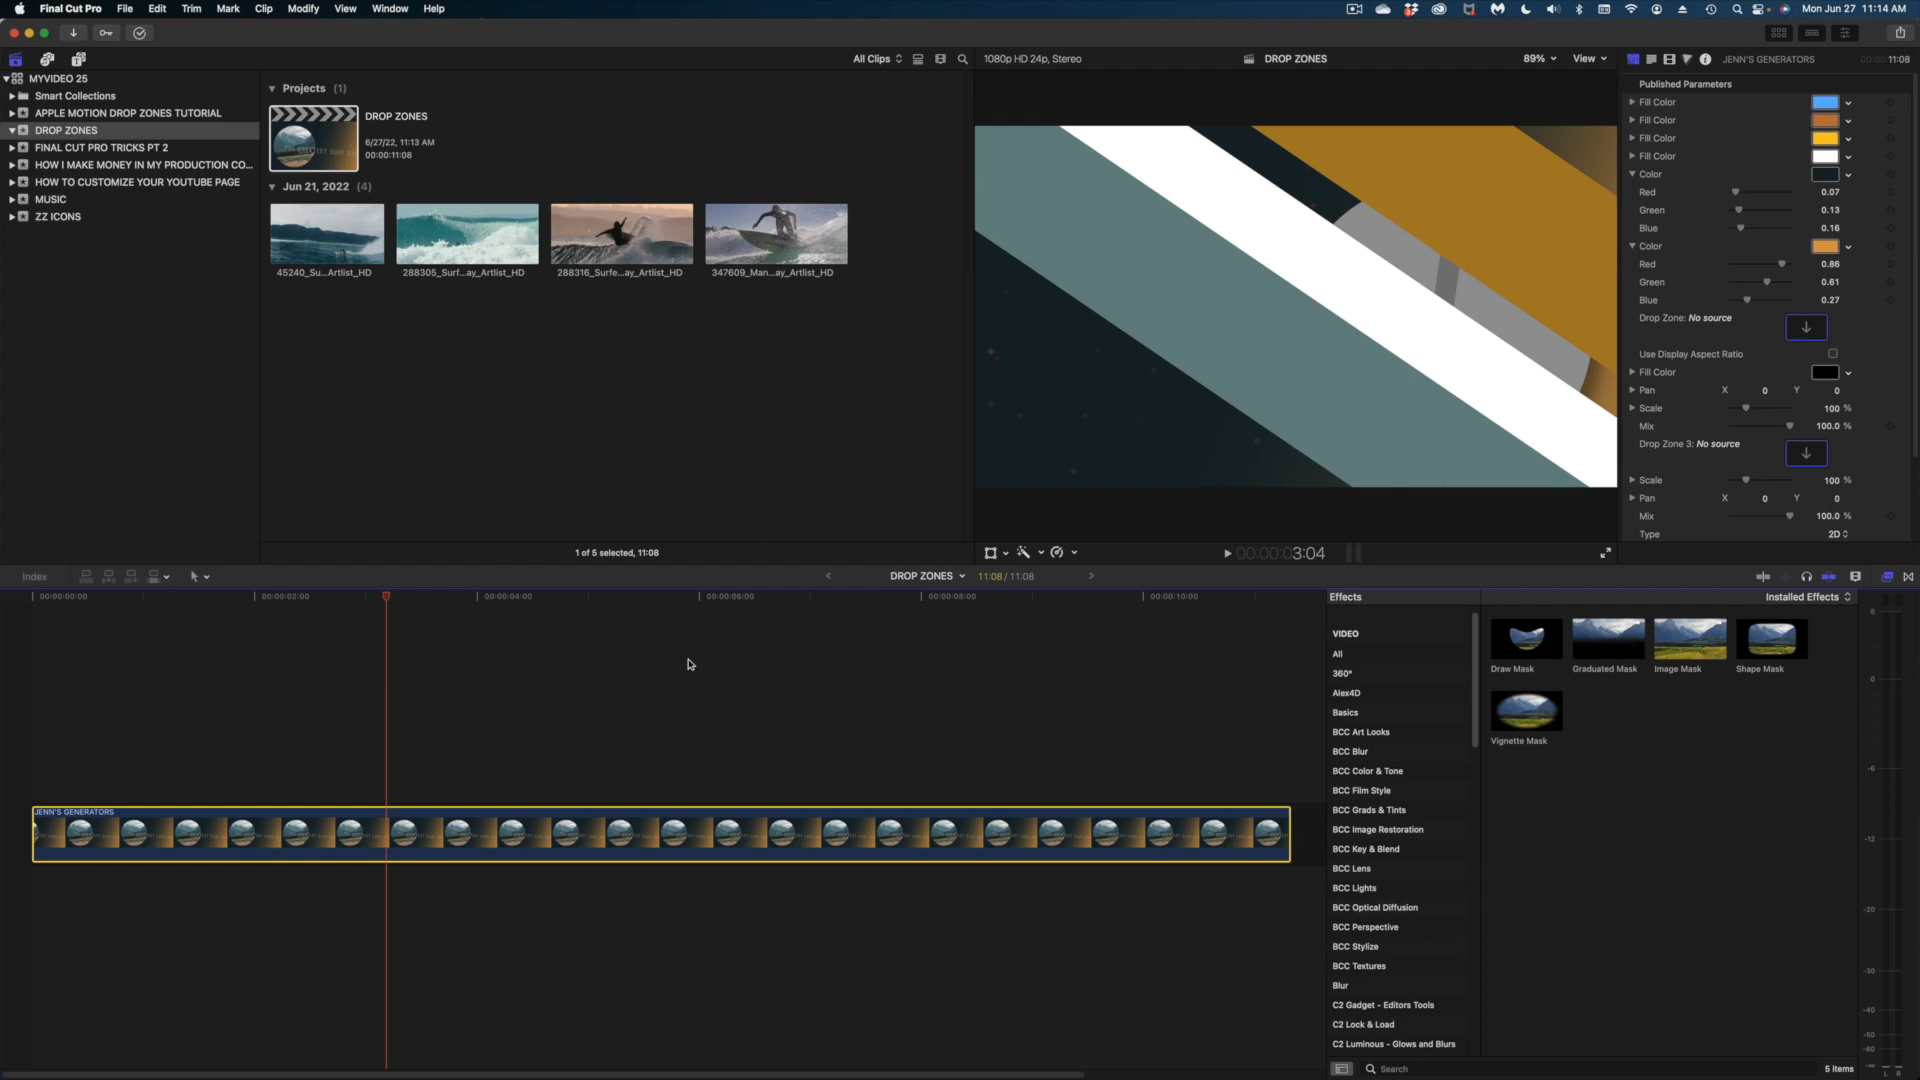 Final Cut Pro File Edit Trim Mark Clip Modify View Window Help
Mon Jun 27 11:14 AM
All Clips
1080p HD 24p, Stereo
DROP ZONES
89%
View
JENN'S GENERATORS
00:00:11:08
MYVIDEO 25
Smart Collections
APPLE MOTION DROP ZONES TUTORIAL
DROP ZONES
FINAL CUT PRO TRICKS PT 2
HOW I MAKE MONEY IN MY PRODUCTION CO...
HOW TO CUSTOMIZE YOUR YOUTUBE PAGE
MUSIC
ZZ ICONS
Projects (1)
DROP ZONES
6/27/22, 11:13 AM
00:00:11:08
Jun 21, 2022 (4)
45240_Su...Artlist_HD
288305_Surf...ay_Artlist_HD
288316_Surfe...ay_Artlist_HD
347609_Man...ay_Artlist_HD
1 of 5 selected, 11:08
00:00:03:04
Published Parameters
Fill Color
Fill Color
Fill Color
Fill Color
Color
Red 0.07
Green 0.13
Blue 0.16
Color
Red 0.86
Green 0.61
Blue 0.27
Drop Zone: No source
Use Display Aspect Ratio
Fill Color
Pan X 0 Y 0
Scale 100 %
Mix 100.0 %
Drop Zone 3: No source
Scale 100 %
Pan X 0 Y 0
Mix 100.0 %
Type 2D
Index
DROP ZONES 11:08 / 11:08
00:00:00:00 00:00:02:00 00:00:04:00 00:00:06:00 00:00:08:00 00:00:10:00
JENN'S GENERATORS
Effects
Installed Effects
VIDEO
All
360°
Alex4D
Basics
BCC Art Looks
BCC Blur
BCC Color & Tone
BCC Film Style
BCC Grads & Tints
BCC Image Restoration
BCC Key & Blend
BCC Lens
BCC Lights
BCC Optical Diffusion
BCC Perspective
BCC Stylize
BCC Textures
Blur
C2 Gadget - Editors Tools
C2 Lock & Load
C2 Luminous - Glows and Blurs
Draw Mask
Graduated Mask
Image Mask
Shape Mask
Vignette Mask
Search
5 items
6
0
-6
-12
-20
-30
-40
-50
-60
-∞
L R